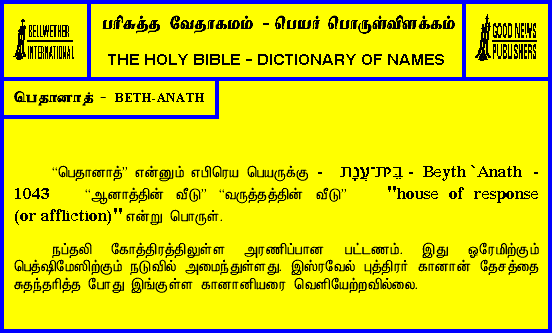 BELLWETHER
INTERNATIONAL
பரிசுத்த வேதாகமம் - பெயர் பொருள்விளக்கம்
THE HOLY BIBLE - DICTIONARY OF NAMES
GOOD NEWS
PUBLISHERS
பெதானாத் - BETH-ANATH
“பெதானாத்” என்னும் எபிரெய பெயருக்கு - בֵּית־עֲנָת - Beyth `Anath -
1043 “ஆனாத்தின் வீடு” “வருத்தத்தின் வீடு” "house of response
(or affliction)" என்று பொருள்.
நப்தலி கோத்திரத்திலுள்ள அரணிப்பான பட்டணம். இது ஒரேமிற்கும்
பெத்ஷிமேஸிற்கும் நடுவில் அமைந்துள்ளது. இஸ்ரவேல் புத்திரர் கானான் தேசத்தை
சுதந்தரித்த போது இங்குள்ள கானானியரை வெளியேற்றவில்லை.